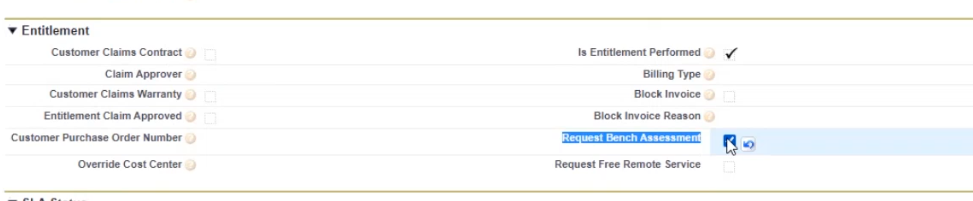 Entitlement
Customer Claims Contract
Is Entitlement Performed
Claim Approver
Billing Type
Customer Claims Warranty
Block Invoice
Entitlement Claim Approved
Block Invoice Reason
Customer Purchase Order Number
Request Bench Assessment
Override Cost Center
Request Free Remote Service
SLA Status